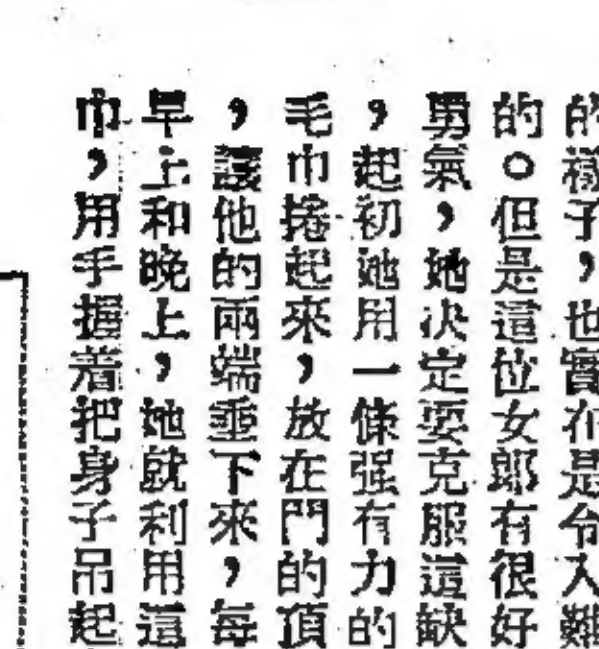 的樣子，也實在是令人難
的。但是這位女郎有很好
勇氣，她決定要克服這缺
，起初她用一條强有力的
毛巾捲起來，放在門的頂
，讓他的兩端垂下來，每
早上和晚上，她就利用這
巾，用手握着把身子吊起